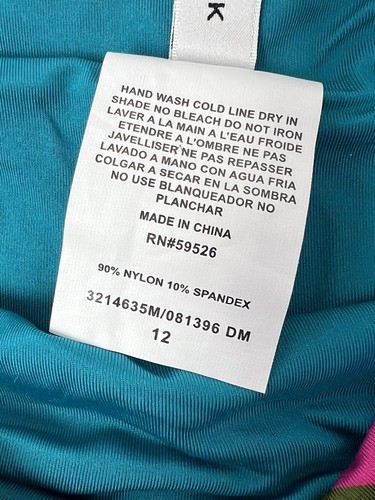 K
HAND WASH COLD LINE DRY IN
SHADE NO BLEACH DO NOT IRON
LAVER A LA MAIN A L'EAU FROIDE
ETENDRE A L'OMBRE NE PAS
JAVELLISER NE PAS REPASSER
LAVADO A MANO CON AGUA FRIA
COLGAR A SECAR EN LA SOMBRA
NO USE BLANQUEADOR NO
PLANCHAR
MADE IN CHINA
RN#59526
90% NYLON 10% SPANDEX
3214635M/081396 DM
12